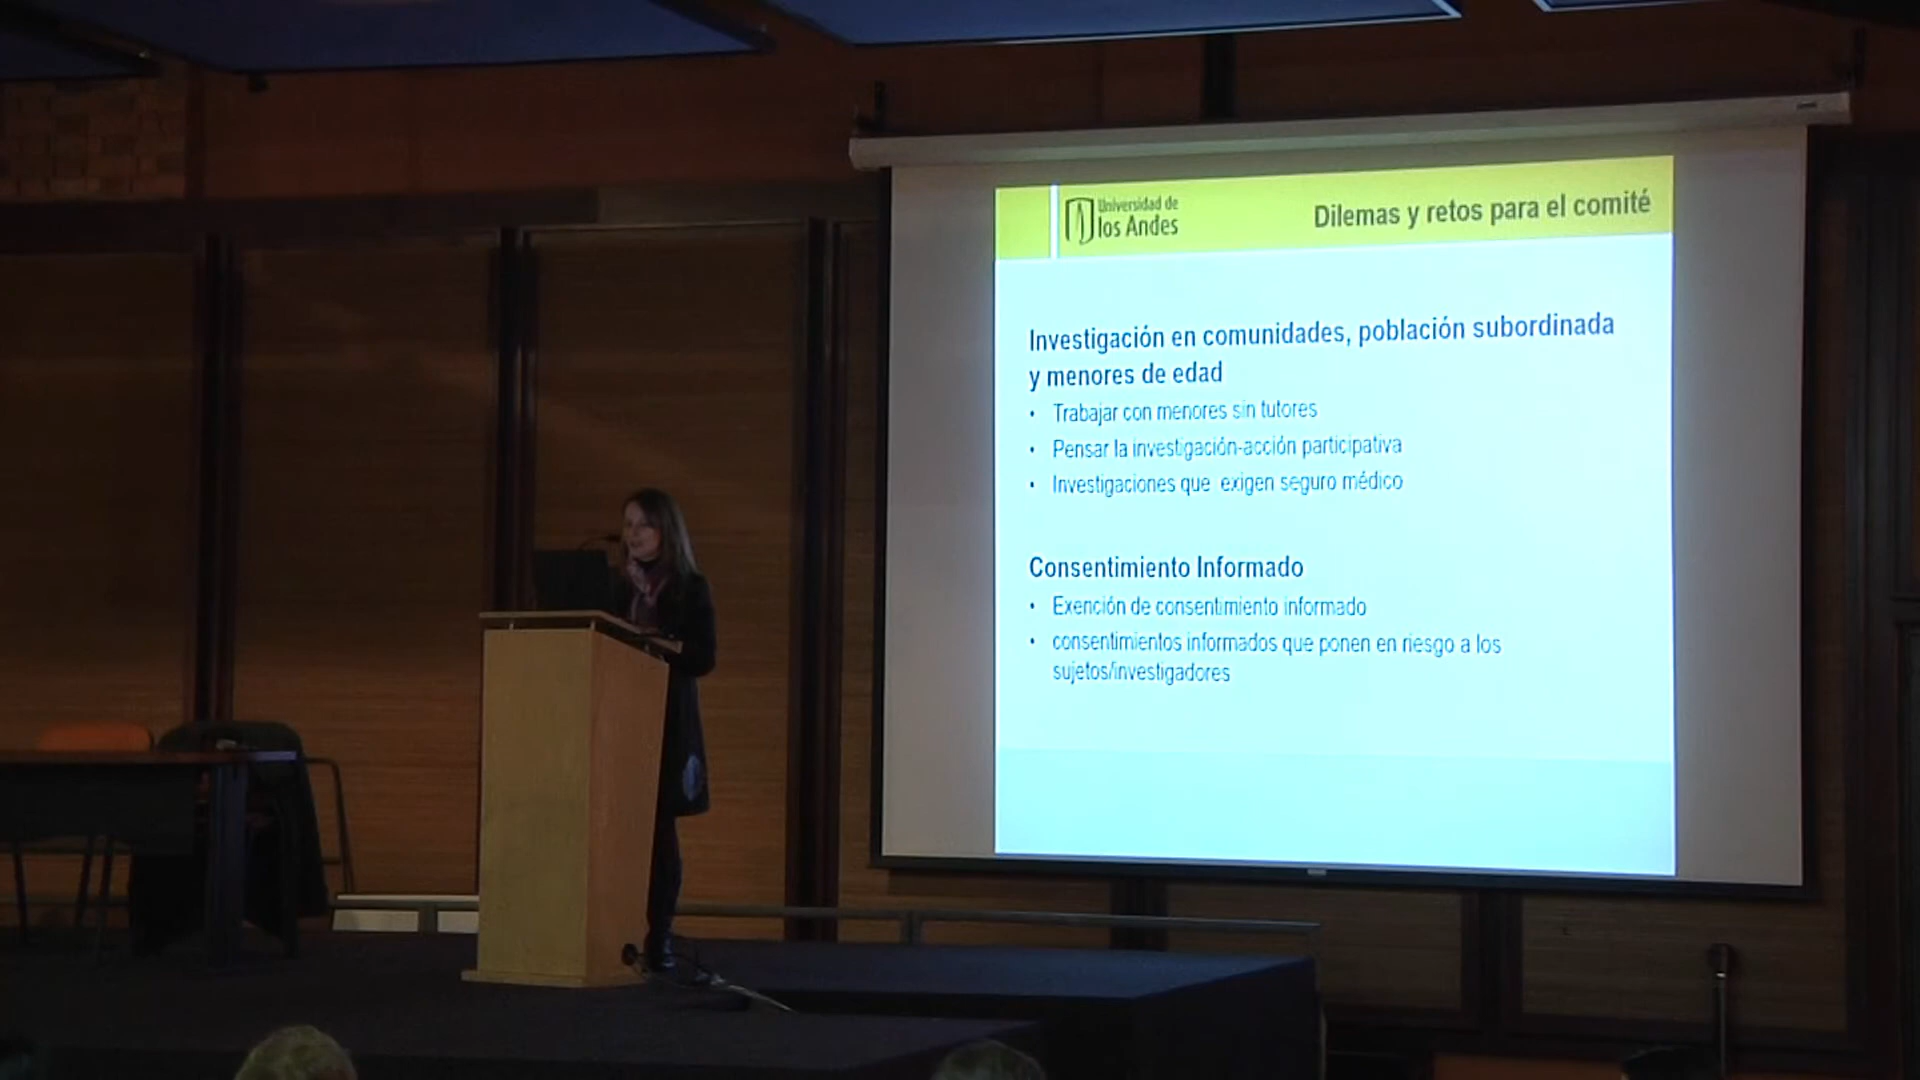 Universidad de
los Andes
Dilemas y retos para el comité
Investigación en comunidades, población subordinada
y menores de edad
• Trabajar con menores sin tutores
• Pensar la investigación-acción participativa
• Investigaciones que exigen seguro médico
Consentimiento Informado
• Exención de consentimiento informado
• consentimientos informados que ponen en riesgo a los
sujetos/investigadores